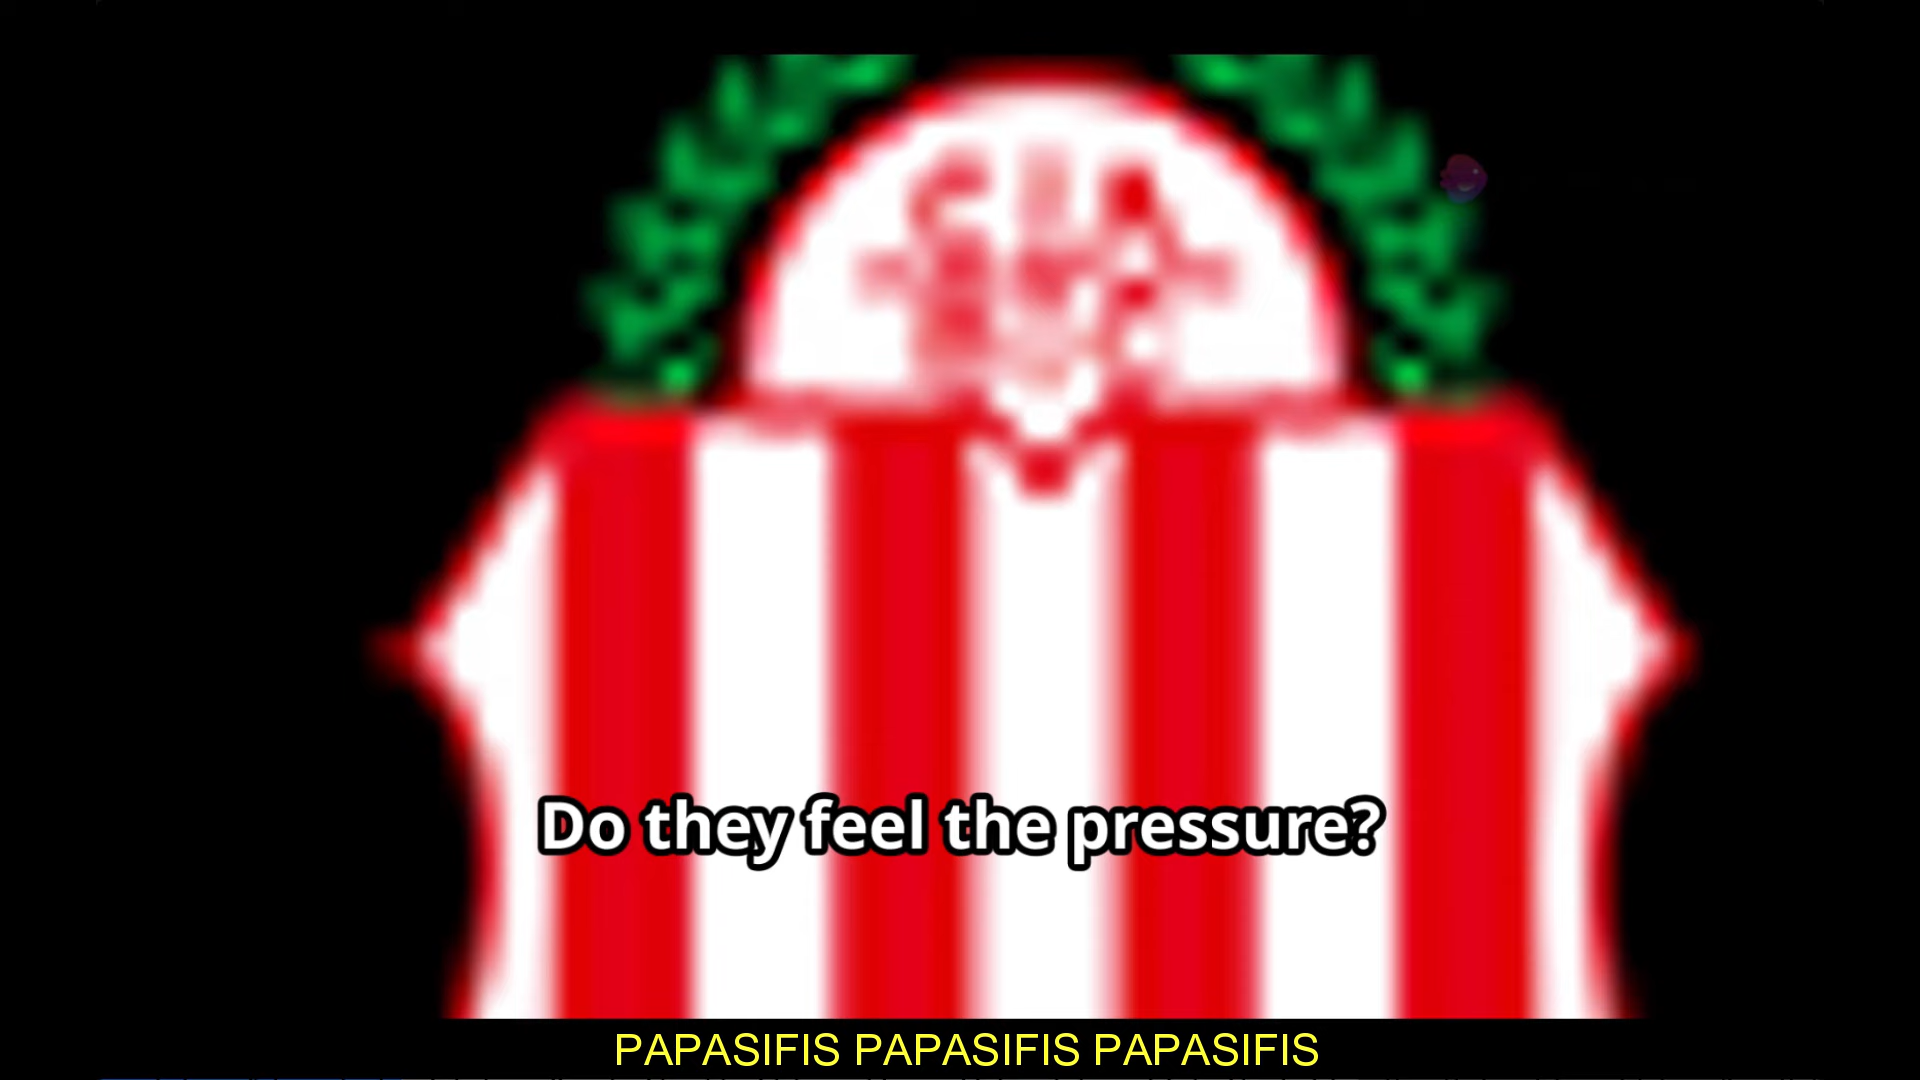 Do they feel the pressure?
PAPASIFIS PAPASIFIS PAPASIFIS